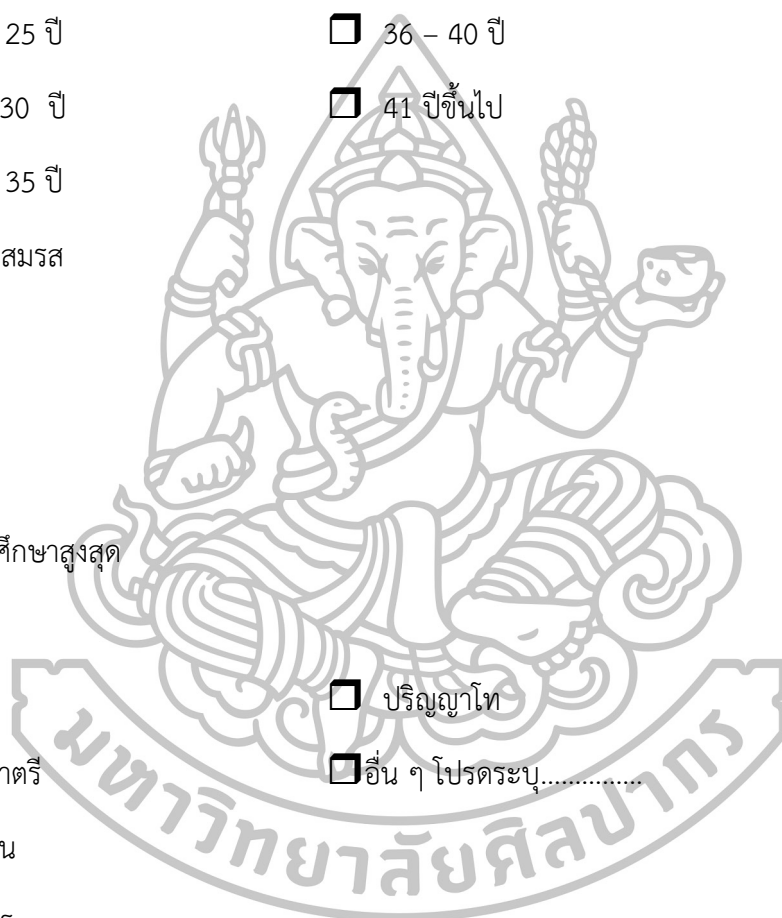 25 ปี ❒ 36 – 40 ปี
30 ปี ❒ 41 ปีขึ้นไป
35 ปี
สมรส
ศึกษาสูงสุด
❒ ปริญญาโท
าตรี ❒ อื่น ๆ โปรดระบุ...............
น
มหาวิทยาลัยศิลปากร